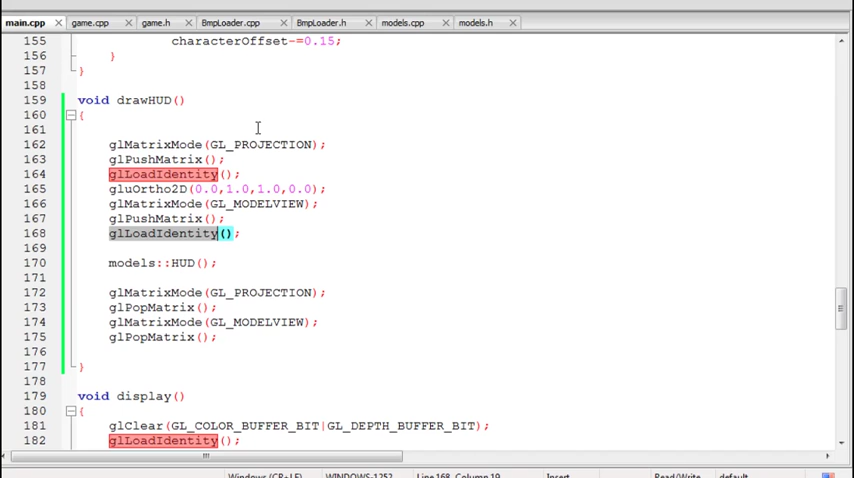 main.cpp game.cpp game.h BmpLoader.cpp BmpLoader.h models.cpp models.h
155 characterOffset-=0.15;
156 }
157 }
158
159 void drawHUD()
160 {
161
162 glMatrixMode(GL_PROJECTION);
163 glPushMatrix();
164 glLoadIdentity();
165 gluOrtho2D(0.0,1.0,1.0,0.0);
166 glMatrixMode(GL_MODELVIEW);
167 glPushMatrix();
168 glLoadIdentity();
169
170 models::HUD();
171
172 glMatrixMode(GL_PROJECTION);
173 glPopMatrix();
174 glMatrixMode(GL_MODELVIEW);
175 glPopMatrix();
176
177 }
178
179 void display()
180 {
181 glClear(GL_COLOR_BUFFER_BIT|GL_DEPTH_BUFFER_BIT);
182 glLoadIdentity();
Windows (CR+LF) WINDOWS-1252 Line 168, Column 19 Insert Read/Write default